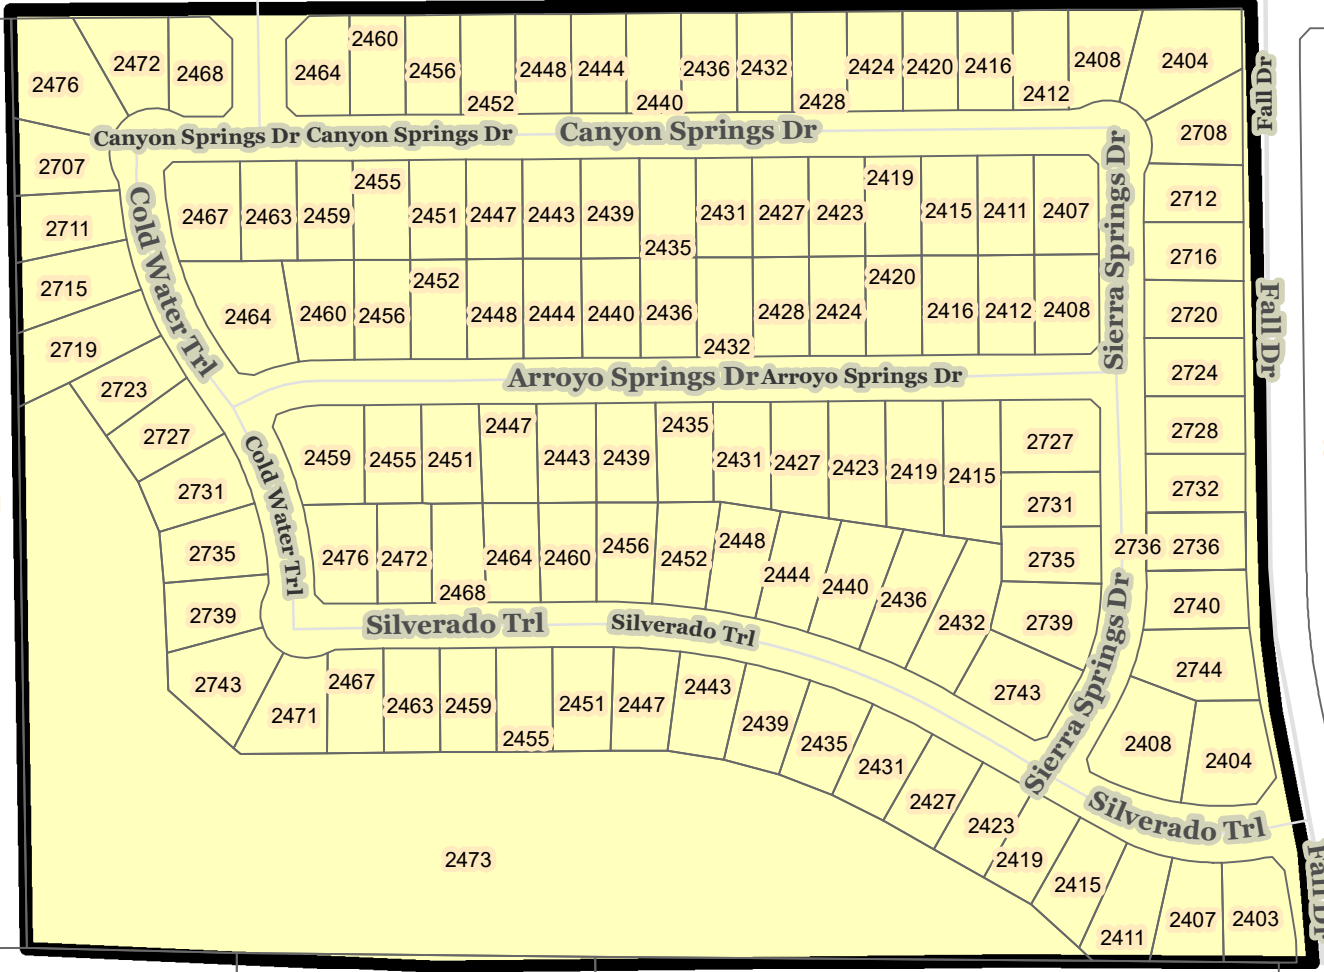 2476 2472 2468 2464 2460 2456 2452 2448 2444 2440 2436 2432 2428 2424 2420 2416 2412 2408 2404
Fall Dr
Canyon Springs Dr Canyon Springs Dr Canyon Springs Dr
2708
2707
2467 2463 2459 2455 2451 2447 2443 2439 2435 2431 2427 2423 2419 2415 2411 2407
Sierra Springs Dr
2712
2711
Cold Water Trl
2716
2715
2464 2460 2456 2452 2448 2444 2440 2436 2432 2428 2424 2420 2416 2412 2408
2720
Fall Dr
2719
2724
Arroyo Springs Dr Arroyo Springs Dr
2723
2728
2727
2459 2455 2451 2447 2443 2439 2435 2431 2427 2423 2419 2415
2727
Cold Water Trl
2732
2731
2731
2736 2736
2735
2476 2472 2468 2464 2460 2456 2452 2448 2444 2440 2436 2432
2735
2740
2739
2739
Silverado Trl Silverado Trl
Sierra Springs Dr
2744
2743
2743
2471 2467 2463 2459 2455 2451 2447 2443 2439 2435 2431 2427 2423 2419 2415 2411 2407 2403
2408 2404
Silverado Trl
2473
Fall Dr